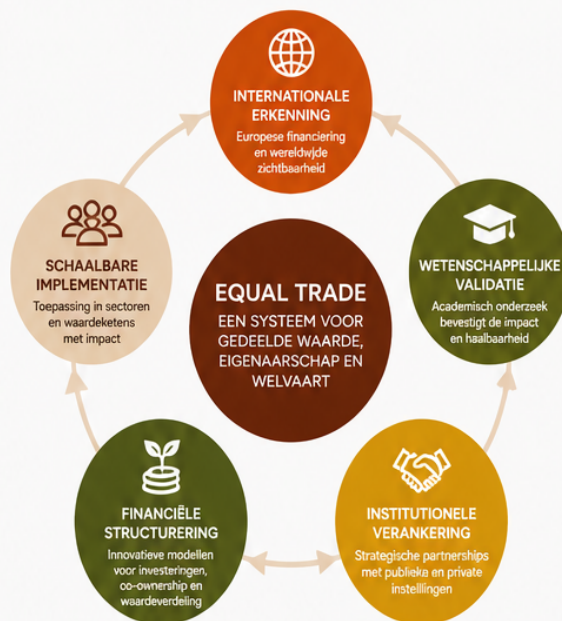 INTERNATIONALE
ERKENNING
Europese financiering
en wereldwijde
zichtbaarheid
WETENSCHAPPELIJKE
VALIDATIE
Academisch onderzoek
bevestigt de impact
en haalbaarheid
INSTITUTIONELE
VERANKERING
Strategische partnerships
met publieke en private
instellingen
FINANCIËLE
STRUCTURERING
Innovatieve modellen
voor investeringen,
co-ownership en
waardeverdeling
SCHAALBARE
IMPLEMENTATIE
Toepassing in sectoren
en waardeketens
met impact
EQUAL TRADE
EEN SYSTEEM VOOR
GEDEELDE WAARDE,
EIGENAARSCHAP EN
WELVAART